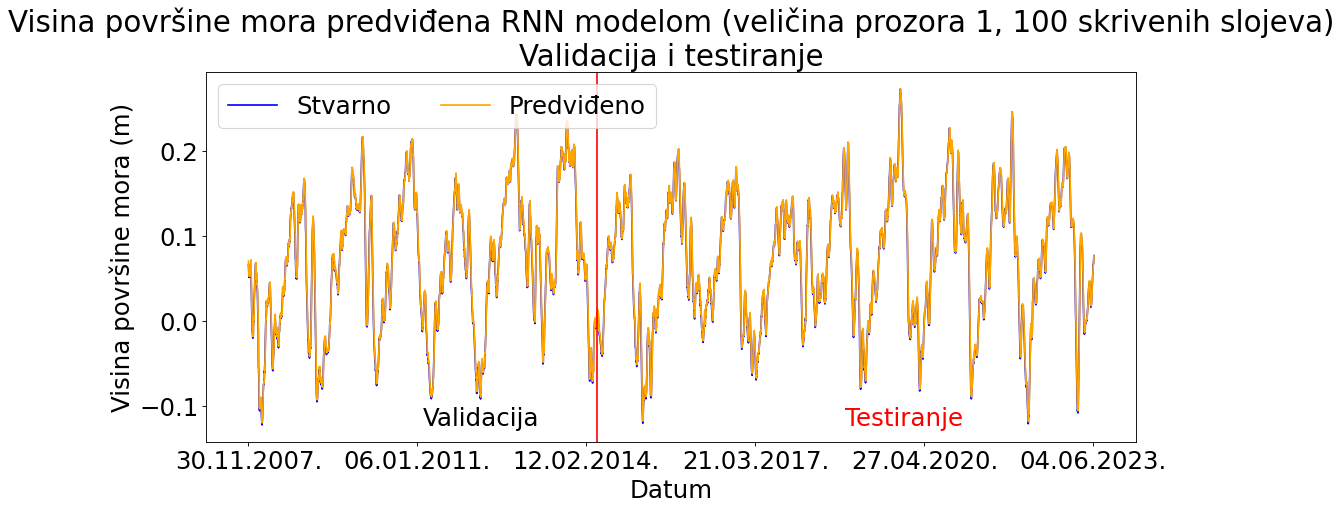 Visina površine mora predviđena RNN modelom (veličina prozora 1, 100 skrivenih slojeva)
Validacija i testiranje
Stvarno Predviđeno
Visina površine mora (m)
0.2
0.1
0.0
−0.1
Validacija Testiranje
30.11.2007. 06.01.2011. 12.02.2014. 21.03.2017. 27.04.2020. 04.06.2023.
Datum